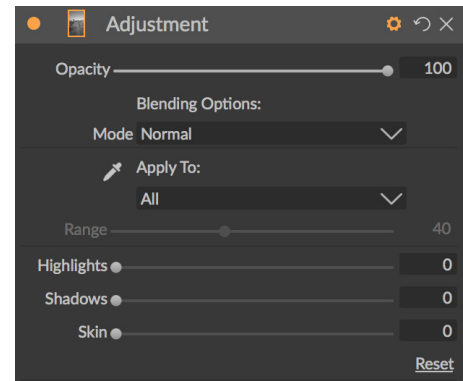 Adjustment
Opacity 100
Blending Options:
Mode Normal
Apply To:
All
Range 40
Highlights 0
Shadows 0
Skin 0
Reset